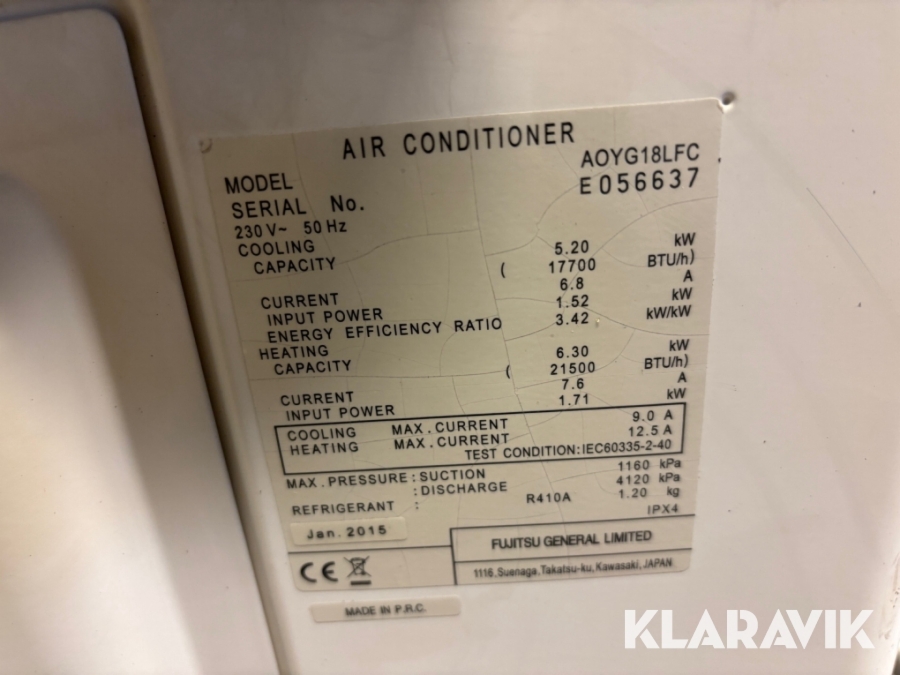 AIR CONDITIONER
MODEL AOYG18LFC
SERIAL No. E056637
230 V~ 50 Hz
COOLING
CAPACITY 5.20 kW
( 17700 BTU/h)
CURRENT 6.8 A
INPUT POWER 1.52 kW
ENERGY EFFICIENCY RATIO 3.42 kW/kW
HEATING
CAPACITY 6.30 kW
( 21500 BTU/h)
CURRENT 7.6 A
INPUT POWER 1.71 kW
COOLING MAX.CURRENT 9.0 A
HEATING MAX.CURRENT 12.5 A
TEST CONDITION:IEC60335-2-40
MAX.PRESSURE:SUCTION 1160 kPa
:DISCHARGE 4120 kPa
REFRIGERANT : R410A 1.20 kg
IPX4
Jan.2015
FUJITSU GENERAL LIMITED
1116,Suenaga,Takatsu-ku,Kawasaki,JAPAN
CE
MADE IN P.R.C.
KLARAVIK